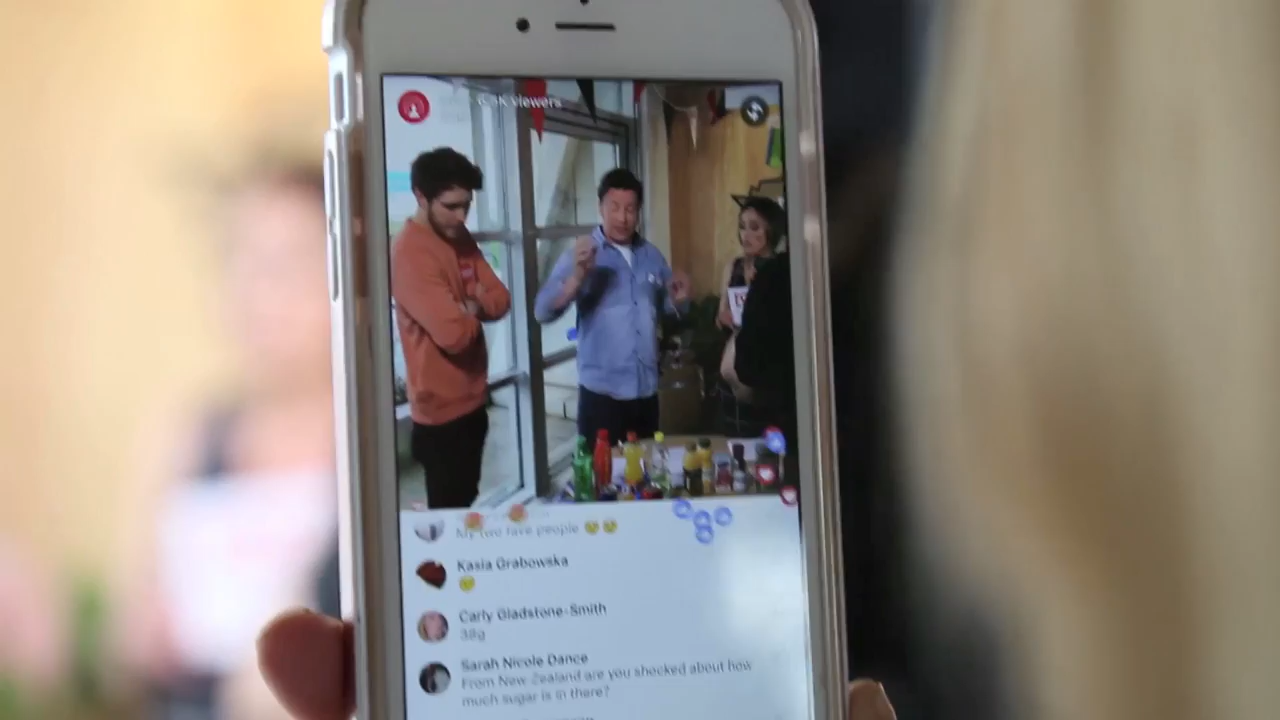 viewers
My two fave people
Kasia Grabowska
Carly Gladstone-Smith
38g
Sarah Nicole Dance
From New Zealand are you shocked about how
much sugar is in there?